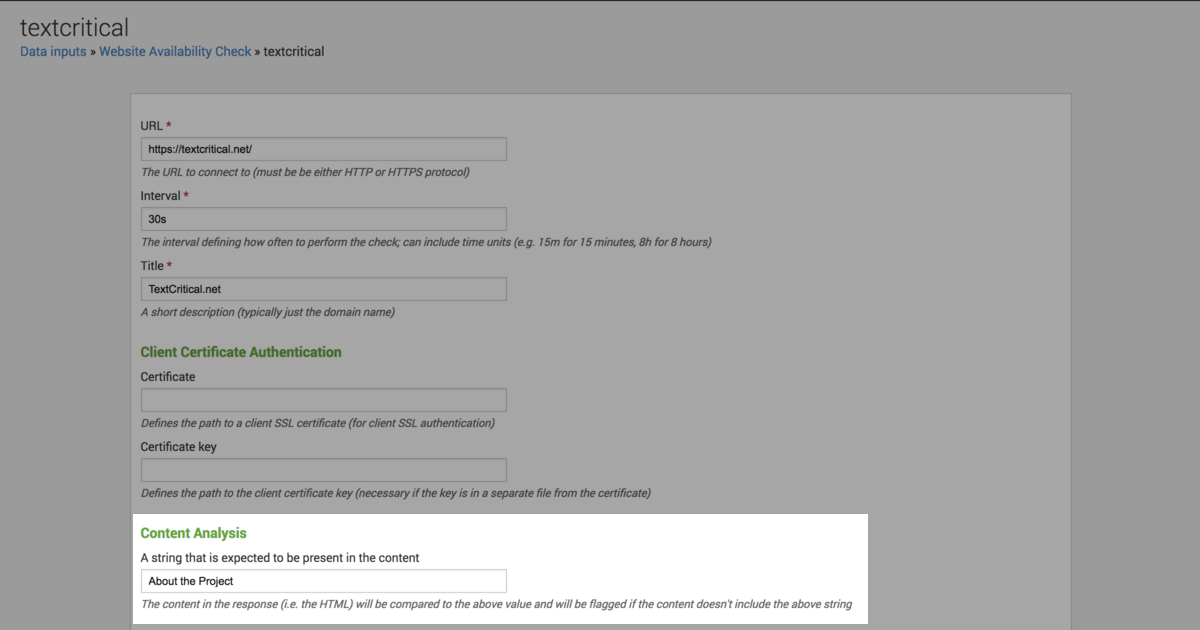 textcritical
Data inputs » Website Availability Check » textcritical
URL *
https://textcritical.net/
The URL to connect to (must be be either HTTP or HTTPS protocol)
Interval *
30s
The interval defining how often to perform the check; can include time units (e.g. 15m for 15 minutes, 8h for 8 hours)
Title *
TextCritical.net
A short description (typically just the domain name)
Client Certificate Authentication
Certificate
Defines the path to a client SSL certificate (for client SSL authentication)
Certificate key
Defines the path to the client certificate key (necessary if the key is in a separate file from the certificate)
Content Analysis
A string that is expected to be present in the content
About the Project
The content in the response (i.e. the HTML) will be compared to the above value and will be flagged if the content doesn't include the above string